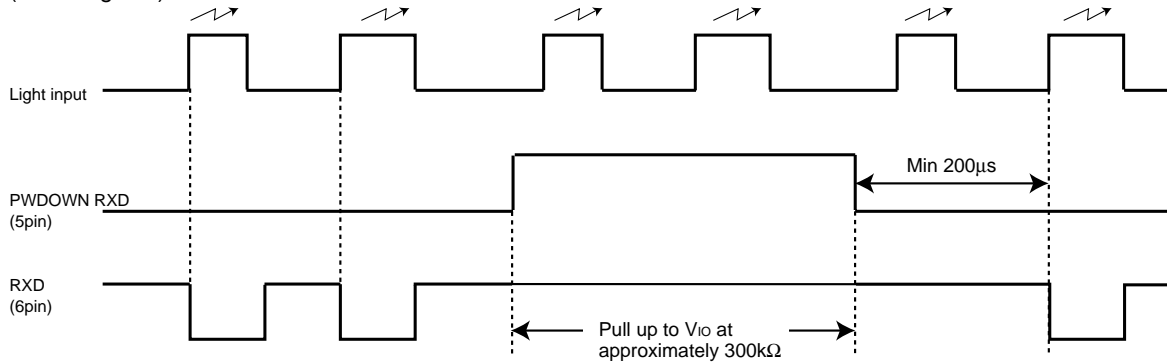 Light input
Min 200μs
PWDOWN RXD
(5pin)
RXD
(6pin)
Pull up to VIO at
approximately 300kΩ